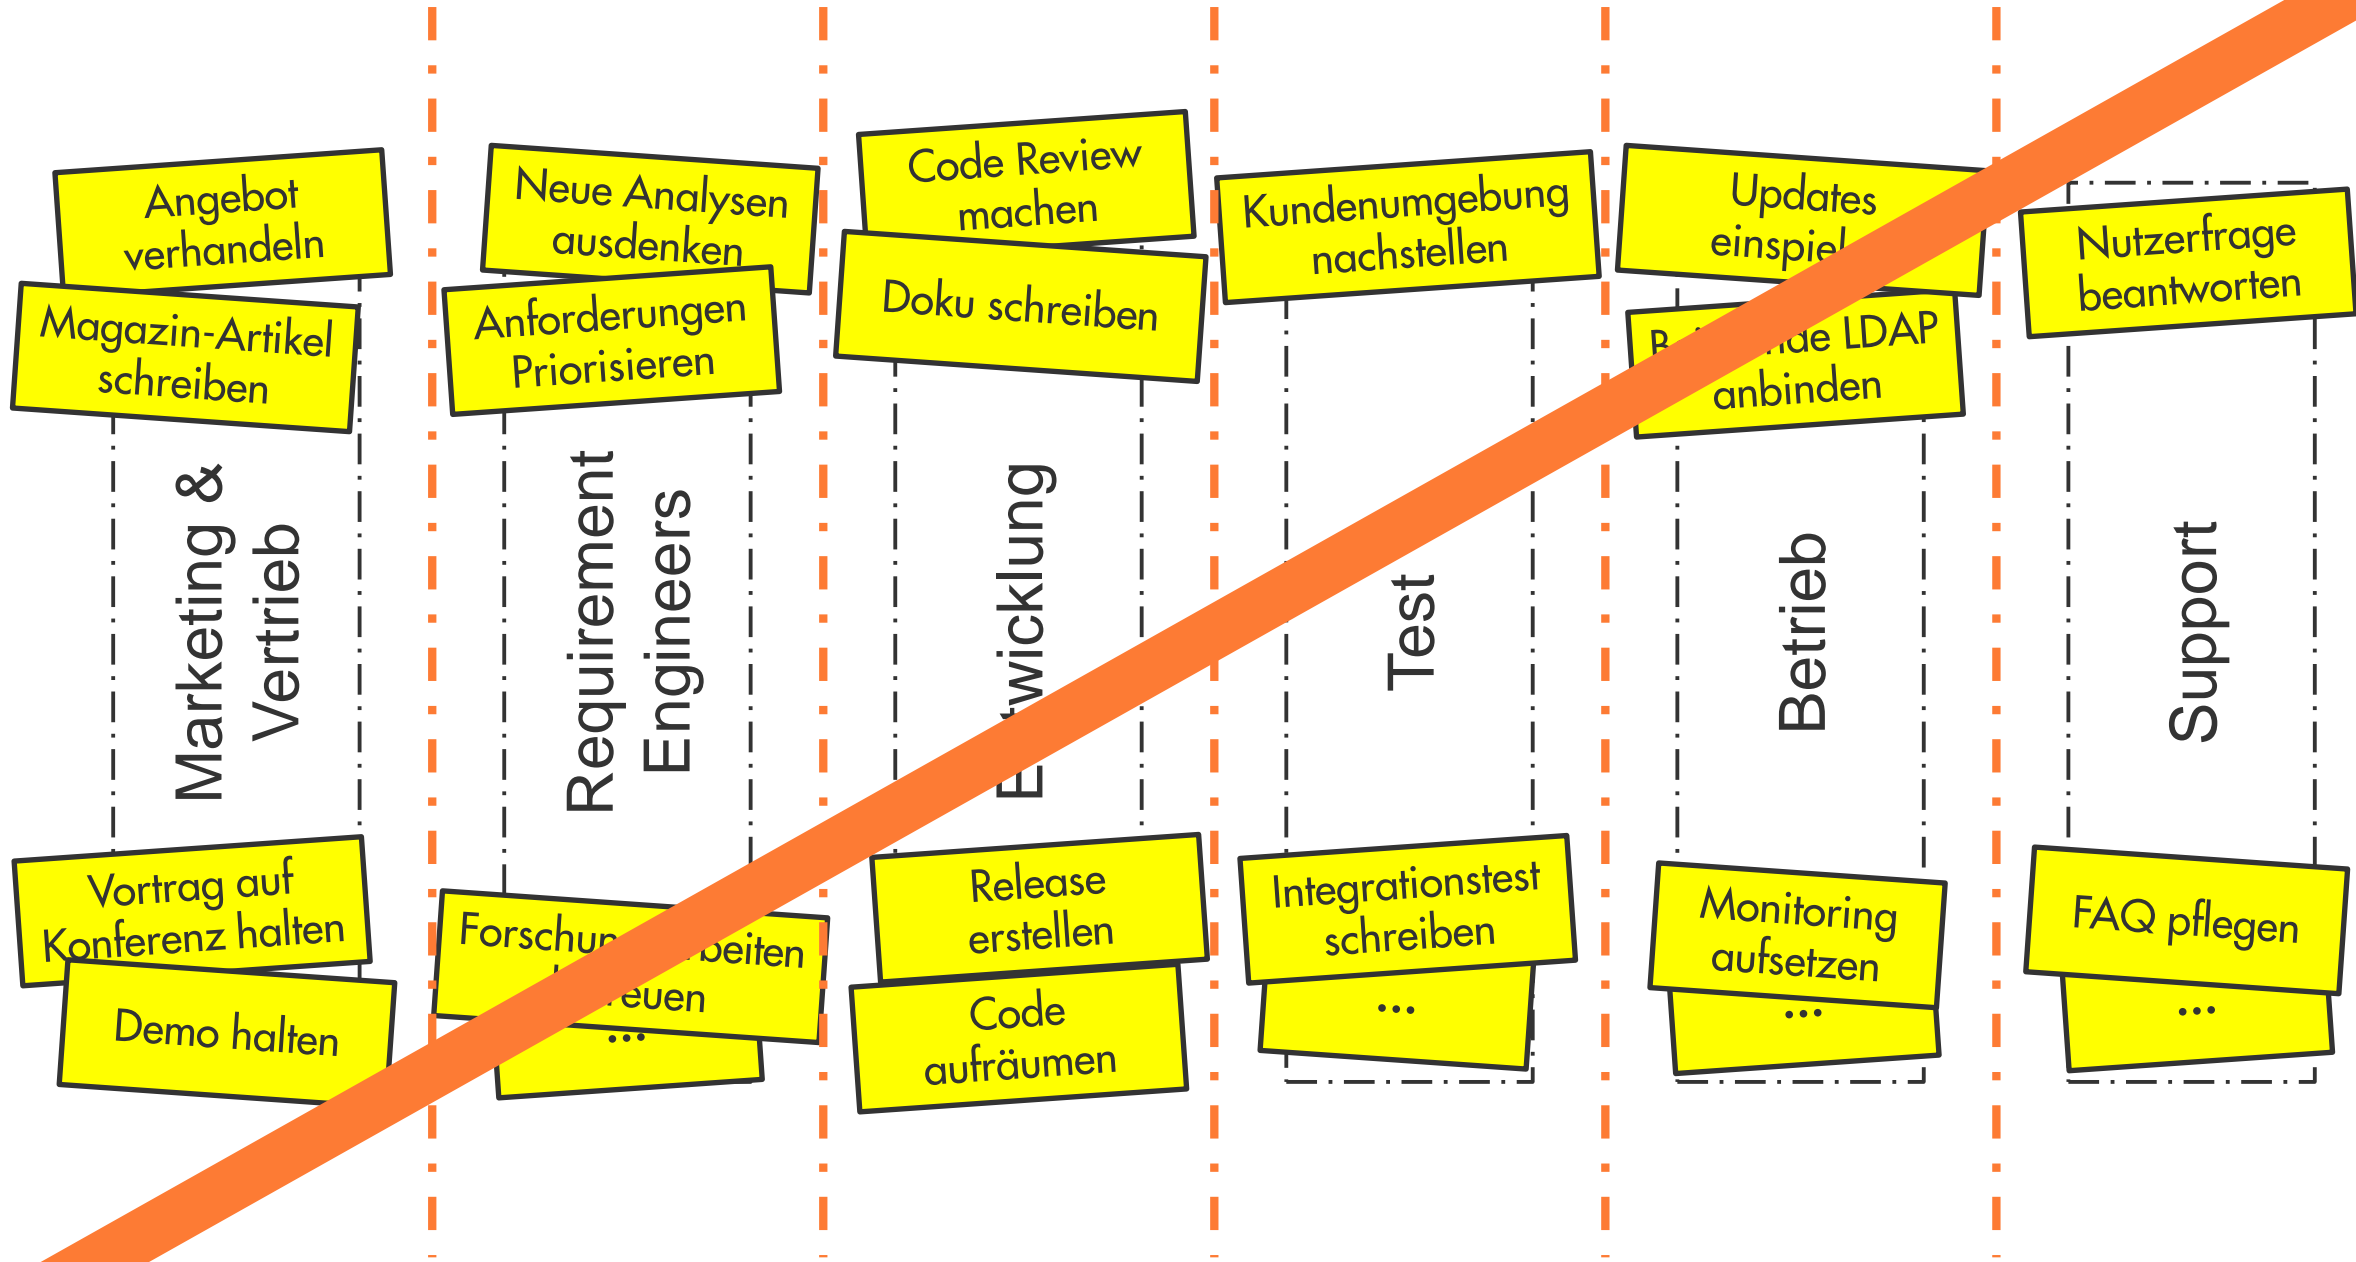 Angebot
verhandeln
Magazin-Artikel
schreiben
Marketing &
Vertrieb
Vortrag auf
Konferenz halten
Demo halten
Neue Analysen
ausdenken
Anforderungen
Priorisieren
Requirement
Engineers
...
Code Review
machen
Doku schreiben
Release
erstellen
Code
aufräumen
Kundenumgebung
nachstellen
Test
Integrationstest
schreiben
...
Updates
LDAP
anbinden
Betrieb
Monitoring
aufsetzen
...
Nutzerfrage
beantworten
Support
FAQ pflegen
...